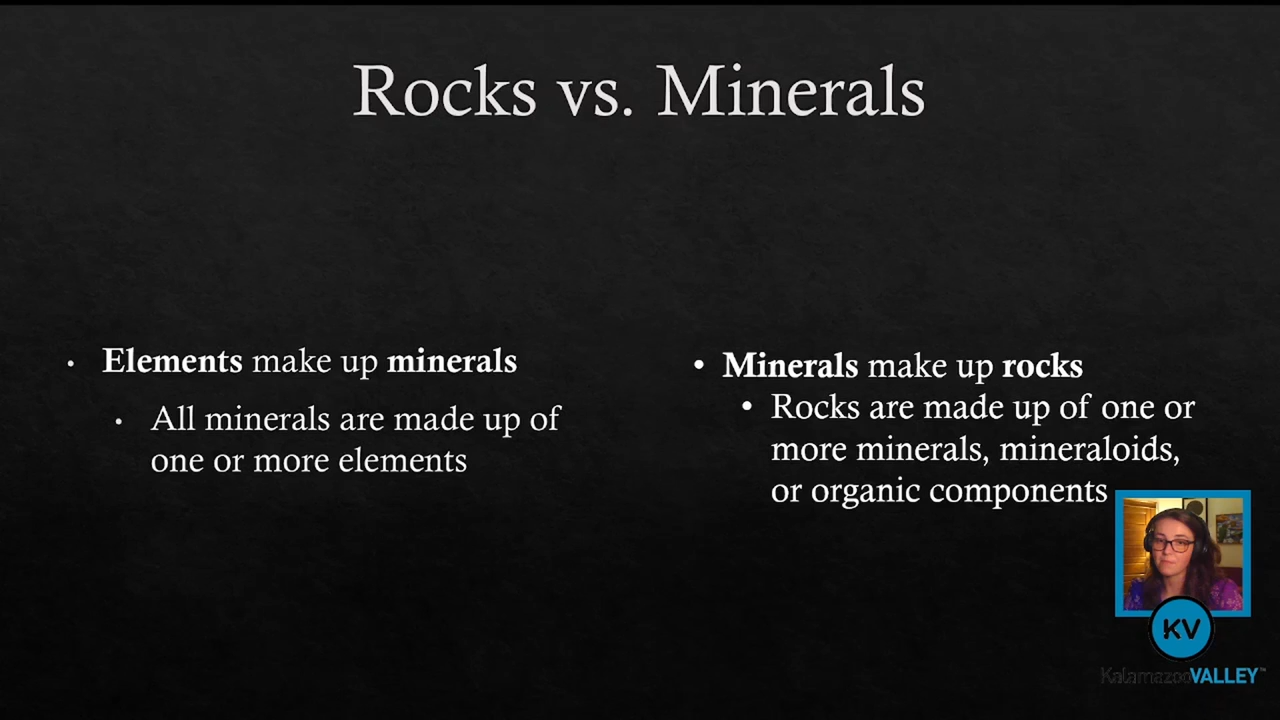 Rocks vs. Minerals
• Elements make up minerals
• All minerals are made up of
one or more elements
• Minerals make up rocks
• Rocks are made up of one or
more minerals, mineraloids,
or organic components
KV
KalamazooVALLEY™